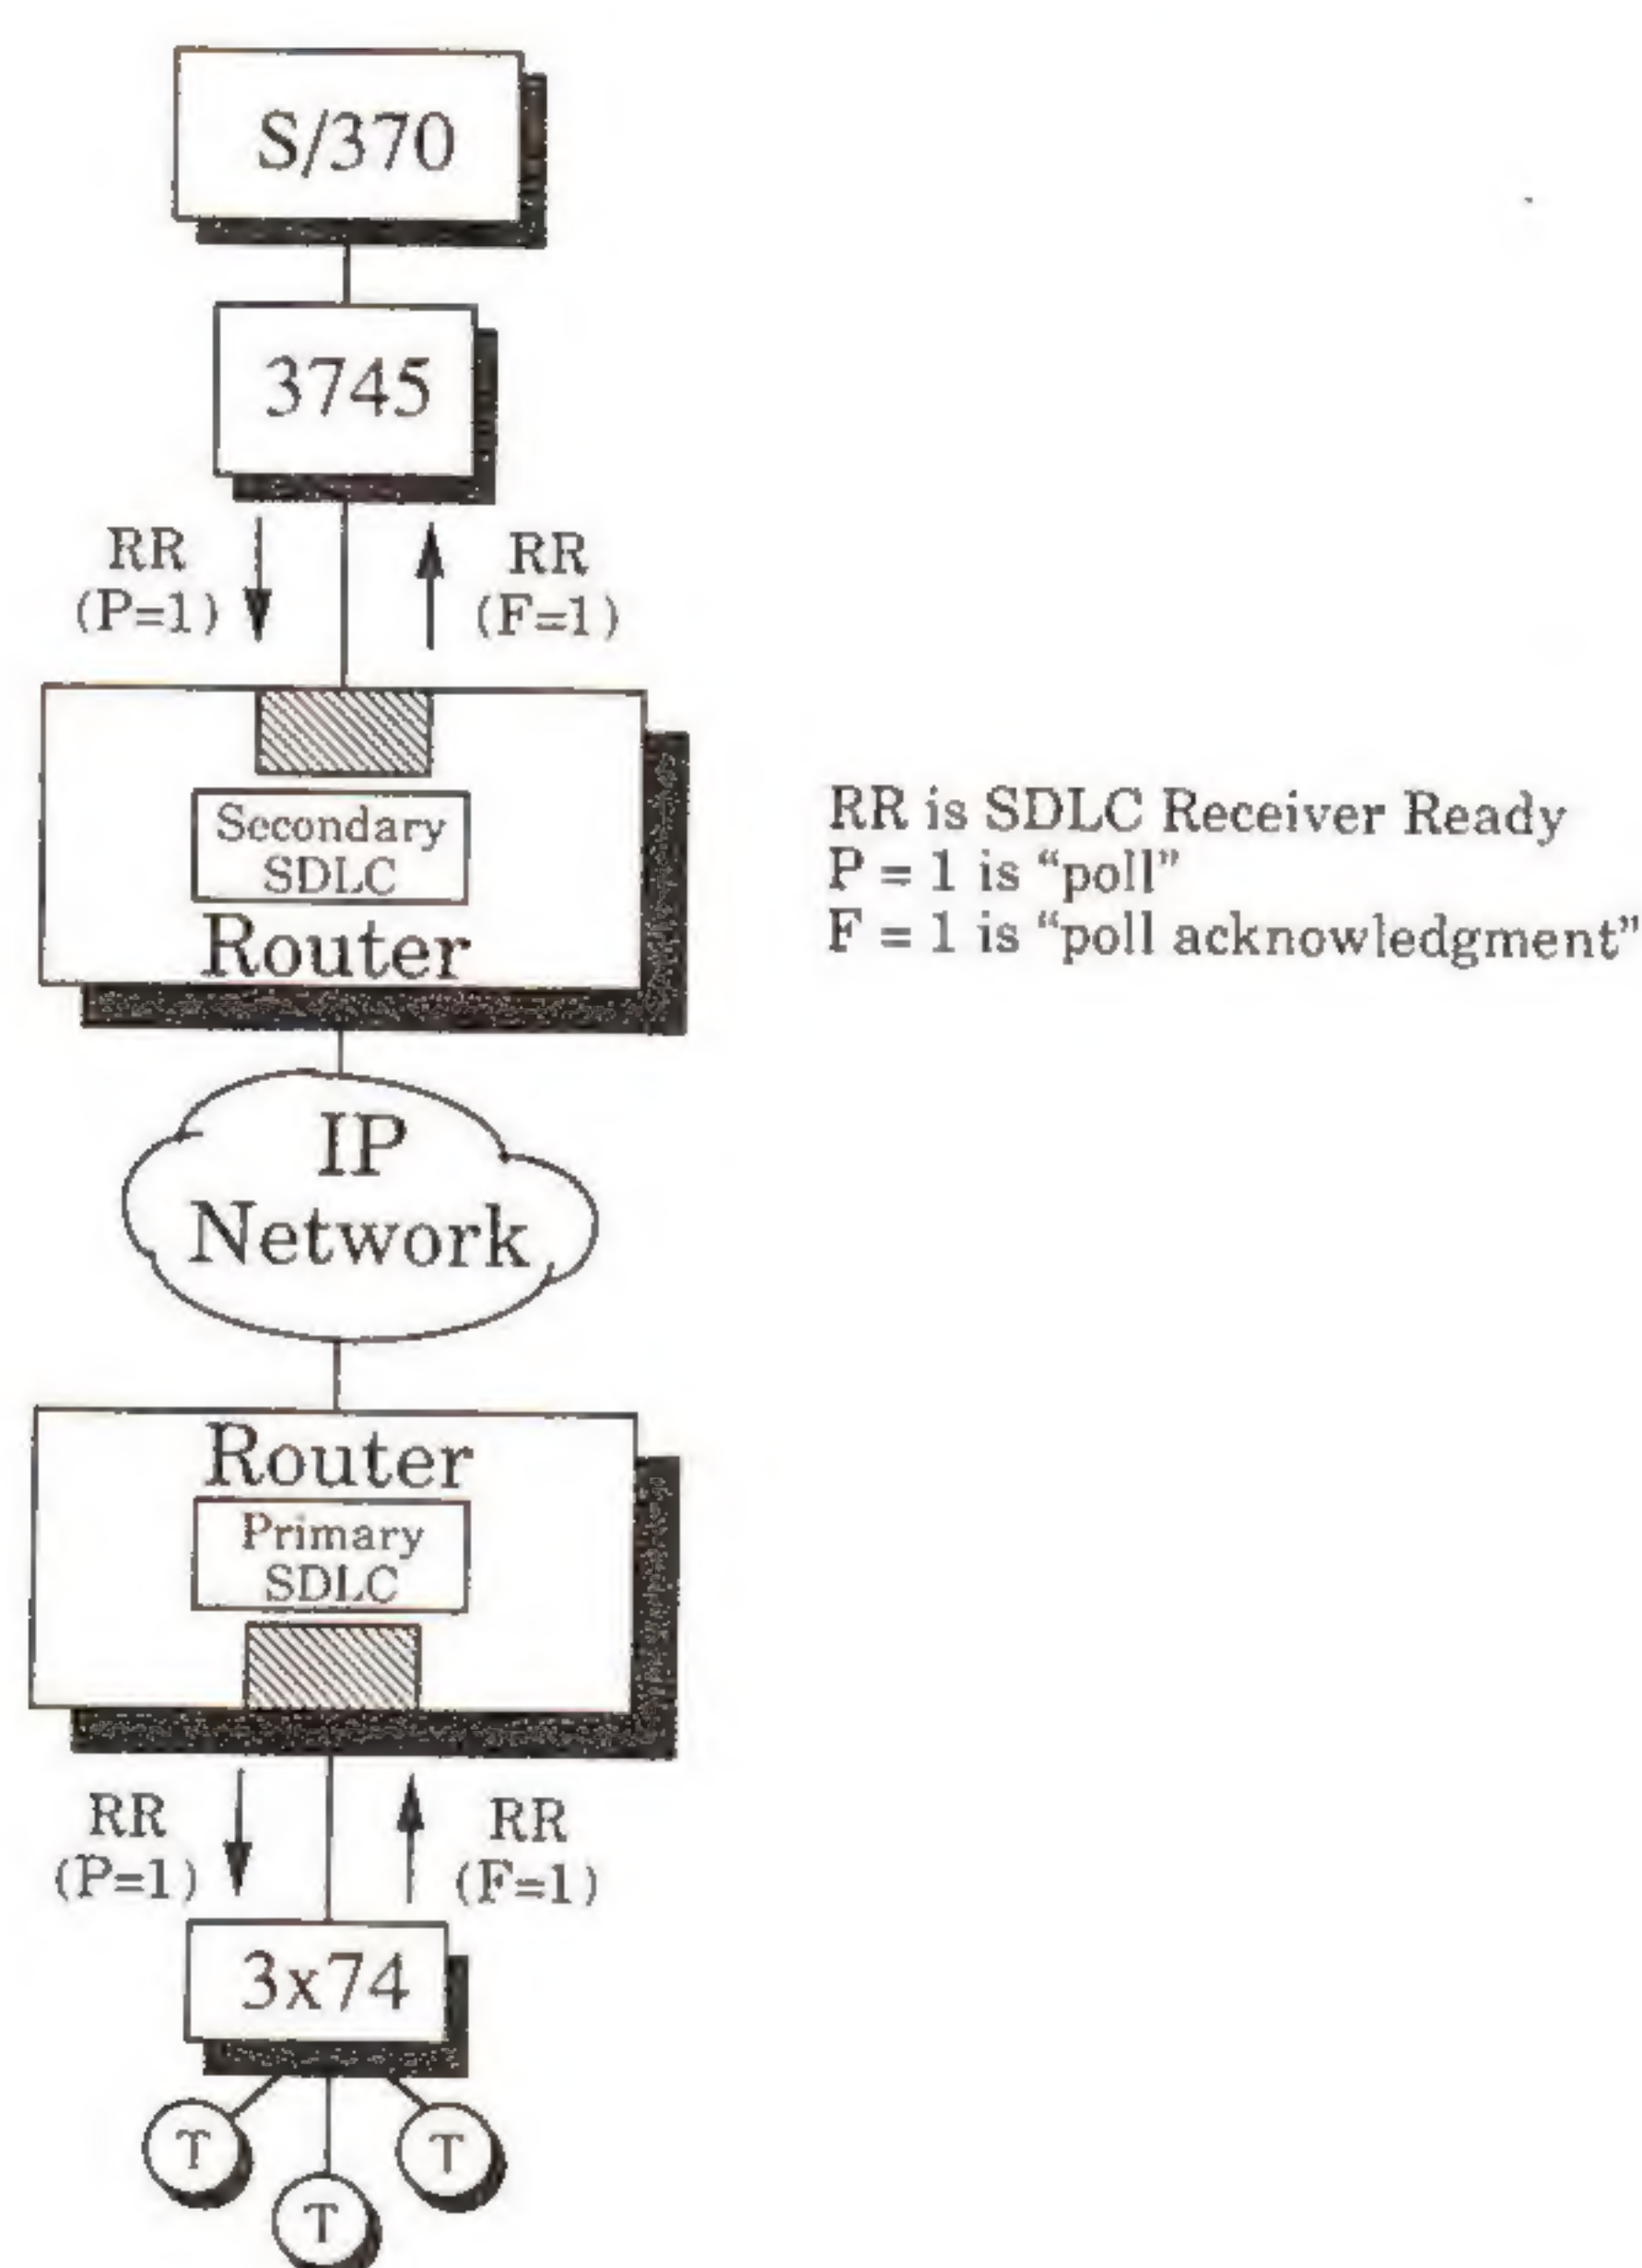 S/370
3745
RR
(P=1)
RR
(F=1)
Secondary
SDLC
Router
RR is SDLC Receiver Ready
P = 1 is “poll”
F = 1 is “poll acknowledgment”
IP
Network
Router
Primary
SDLC
RR
(P=1)
RR
(F=1)
3x74
T
T
T